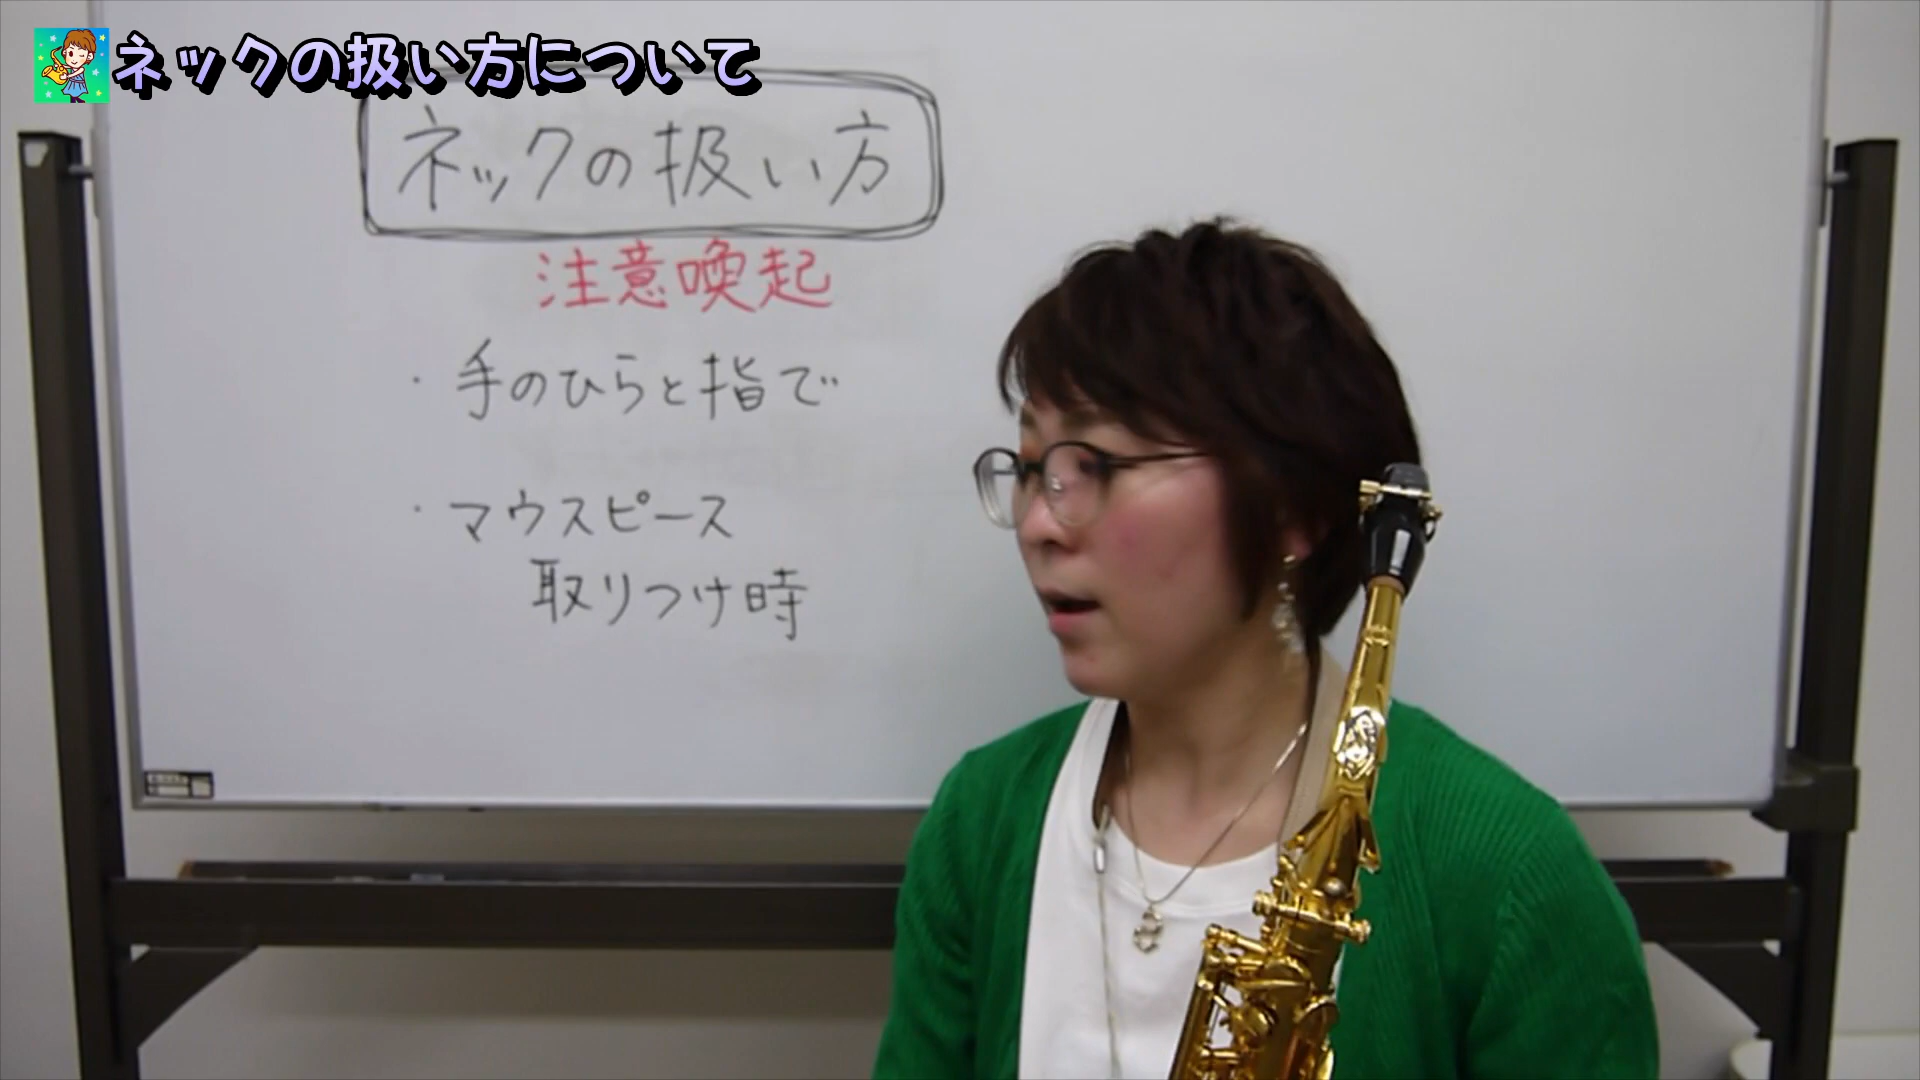 ネックの扱い方について
ネックの扱い方
注意喚起
・手のひらと指で
・マウスピース
取りつけ時